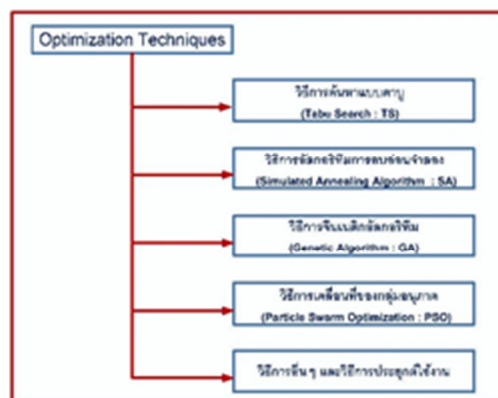 Optimization Techniques
วิธีการค้นหาแบบตาบู
(Tabu Search : TS)
วิธีการอัลกอริทึมการอบอ่อนจำลอง
(Simulated Annealing Algorithm : SA)
วิธีการจีนเนติกอัลกอริทึม
(Genetic Algorithm : GA)
วิธีการเคลื่อนที่ของกลุ่มอนุภาค
(Particle Swarm Optimization : PSO)
วิธีการอื่นๆ และวิธีการประยุกต์ใช้งาน